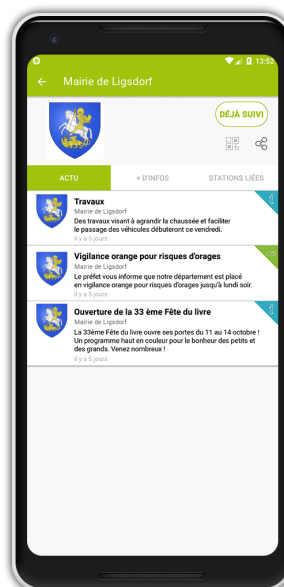 13:52
Mairie de Ligsdorf
DÉJÀ SUIVI
ACTU
+ D'INFOS
STATIONS LIÉES
Travaux
Mairie de Ligsdorf
Des travaux visant à agrandir la chaussée et faciliter
le passage des véhicules débuteront ce vendredi.
il y a 5 jours
Vigilance orange pour risques d'orages
Mairie de Ligsdorf
Le préfet vous informe que notre département est placé
en vigilance orange pour risques d'orages jusqu'à lundi soir.
il y a 5 jours
Ouverture de la 33 ème Fête du livre
Mairie de Ligsdorf
La 33ème Fête du livre ouvre ses portes du 11 au 14 octobre !
Un programme haut en couleur pour le bonheur des petits et
des grands. Venez nombreux !
il y a 5 jours